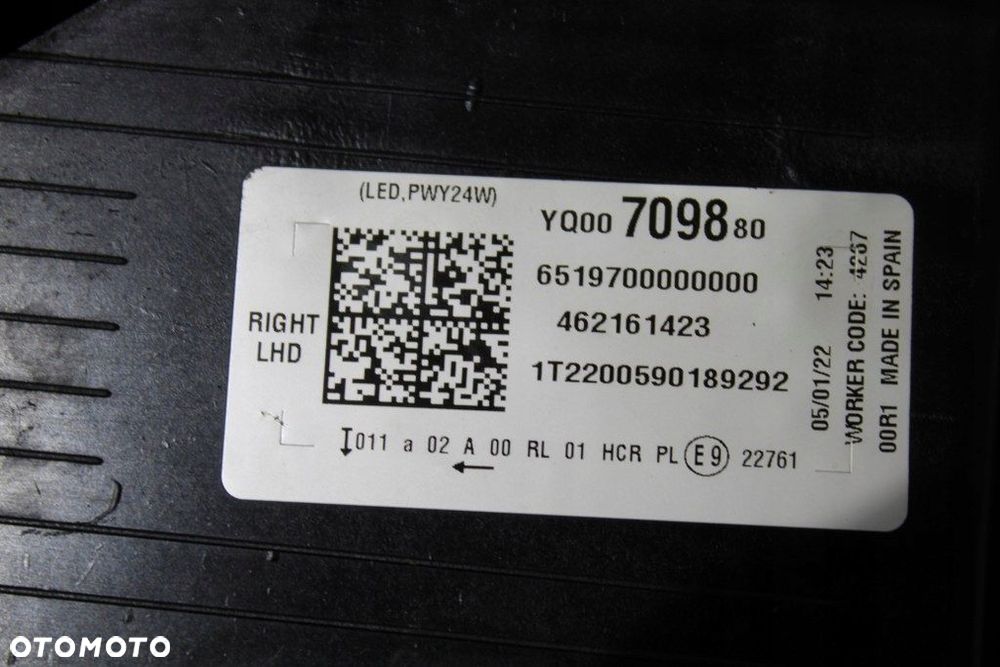 (LED,PWY24W)
YQ00 7098 80
6519700000000
462161423
1T2200590189292
RIGHT
LHD
011 a 02 A 00 RL 01 HCR PL E9 22761
05/01/22 14:23
WORKER CODE: 4267
00R1 MADE IN SPAIN
OTOMOTO